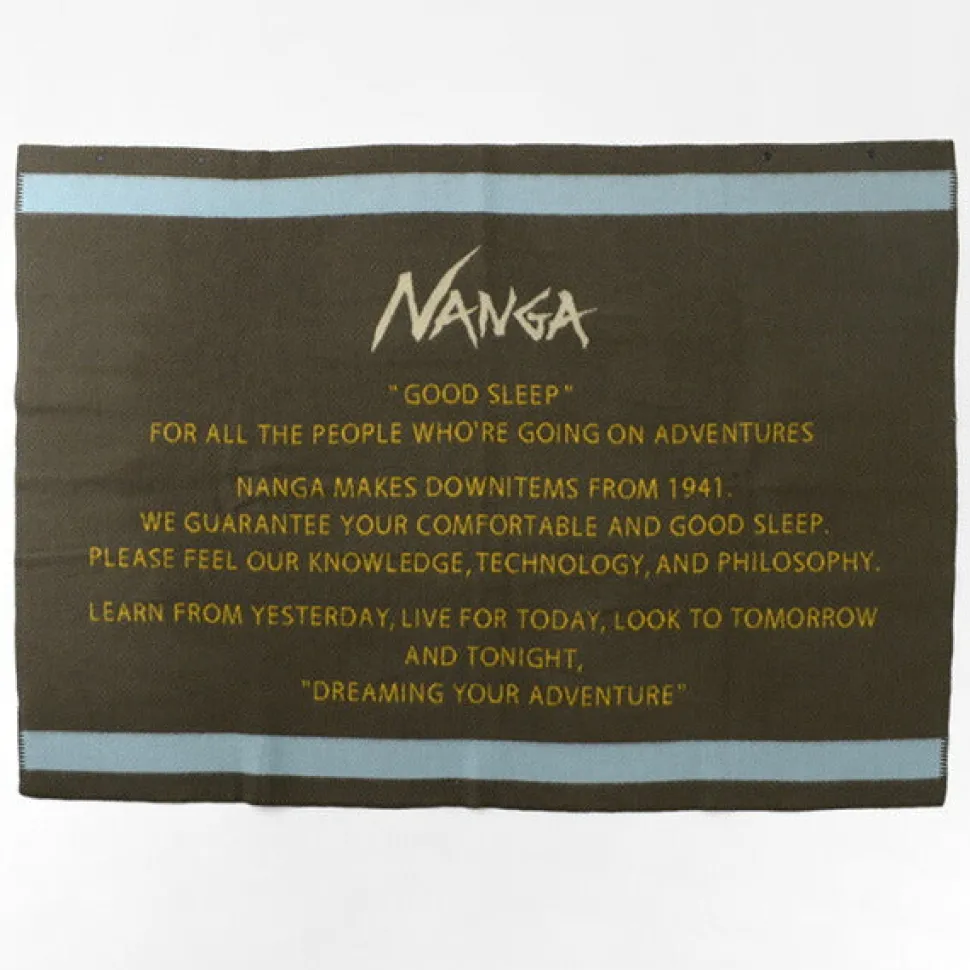 NANGA
"GOOD SLEEP"
FOR ALL THE PEOPLE WHO'RE GOING ON ADVENTURES
NANGA MAKES DOWNITEMS FROM 1941.
WE GUARANTEE YOUR COMFORTABLE AND GOOD SLEEP.
PLEASE FEEL OUR KNOWLEDGE, TECHNOLOGY, AND PHILOSOPHY.
LEARN FROM YESTERDAY, LIVE FOR TODAY, LOOK TO TOMORROW
AND TONIGHT,
"DREAMING YOUR ADVENTURE"